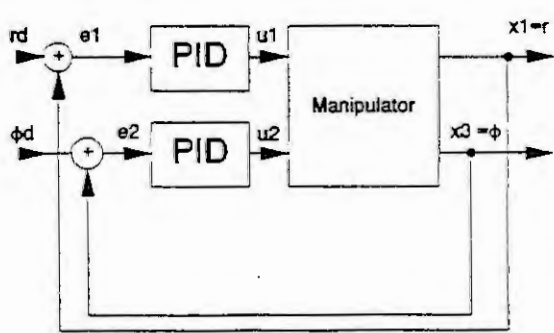 rd
+
e1
PID
u1
x1=r
Manipulator
ϕd
+
e2
PID
u2
x3 =ϕ